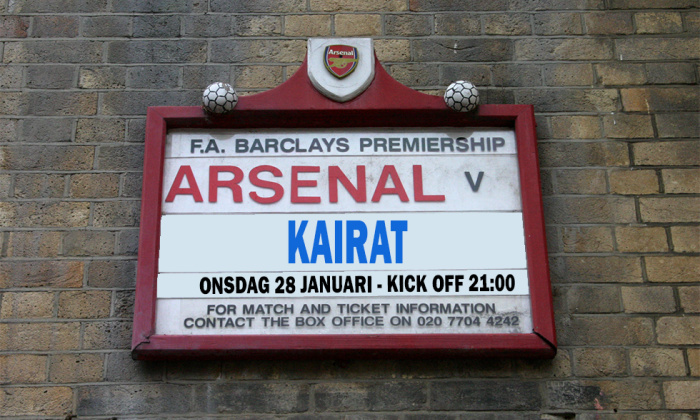 Arsenal
F.A. BARCLAYS PREMIERSHIP
ARSENAL V
KAIRAT
ONSDAG 28 JANUARI - KICK OFF 21:00
FOR MATCH AND TICKET INFORMATION
CONTACT THE BOX OFFICE ON 020 7704 4242